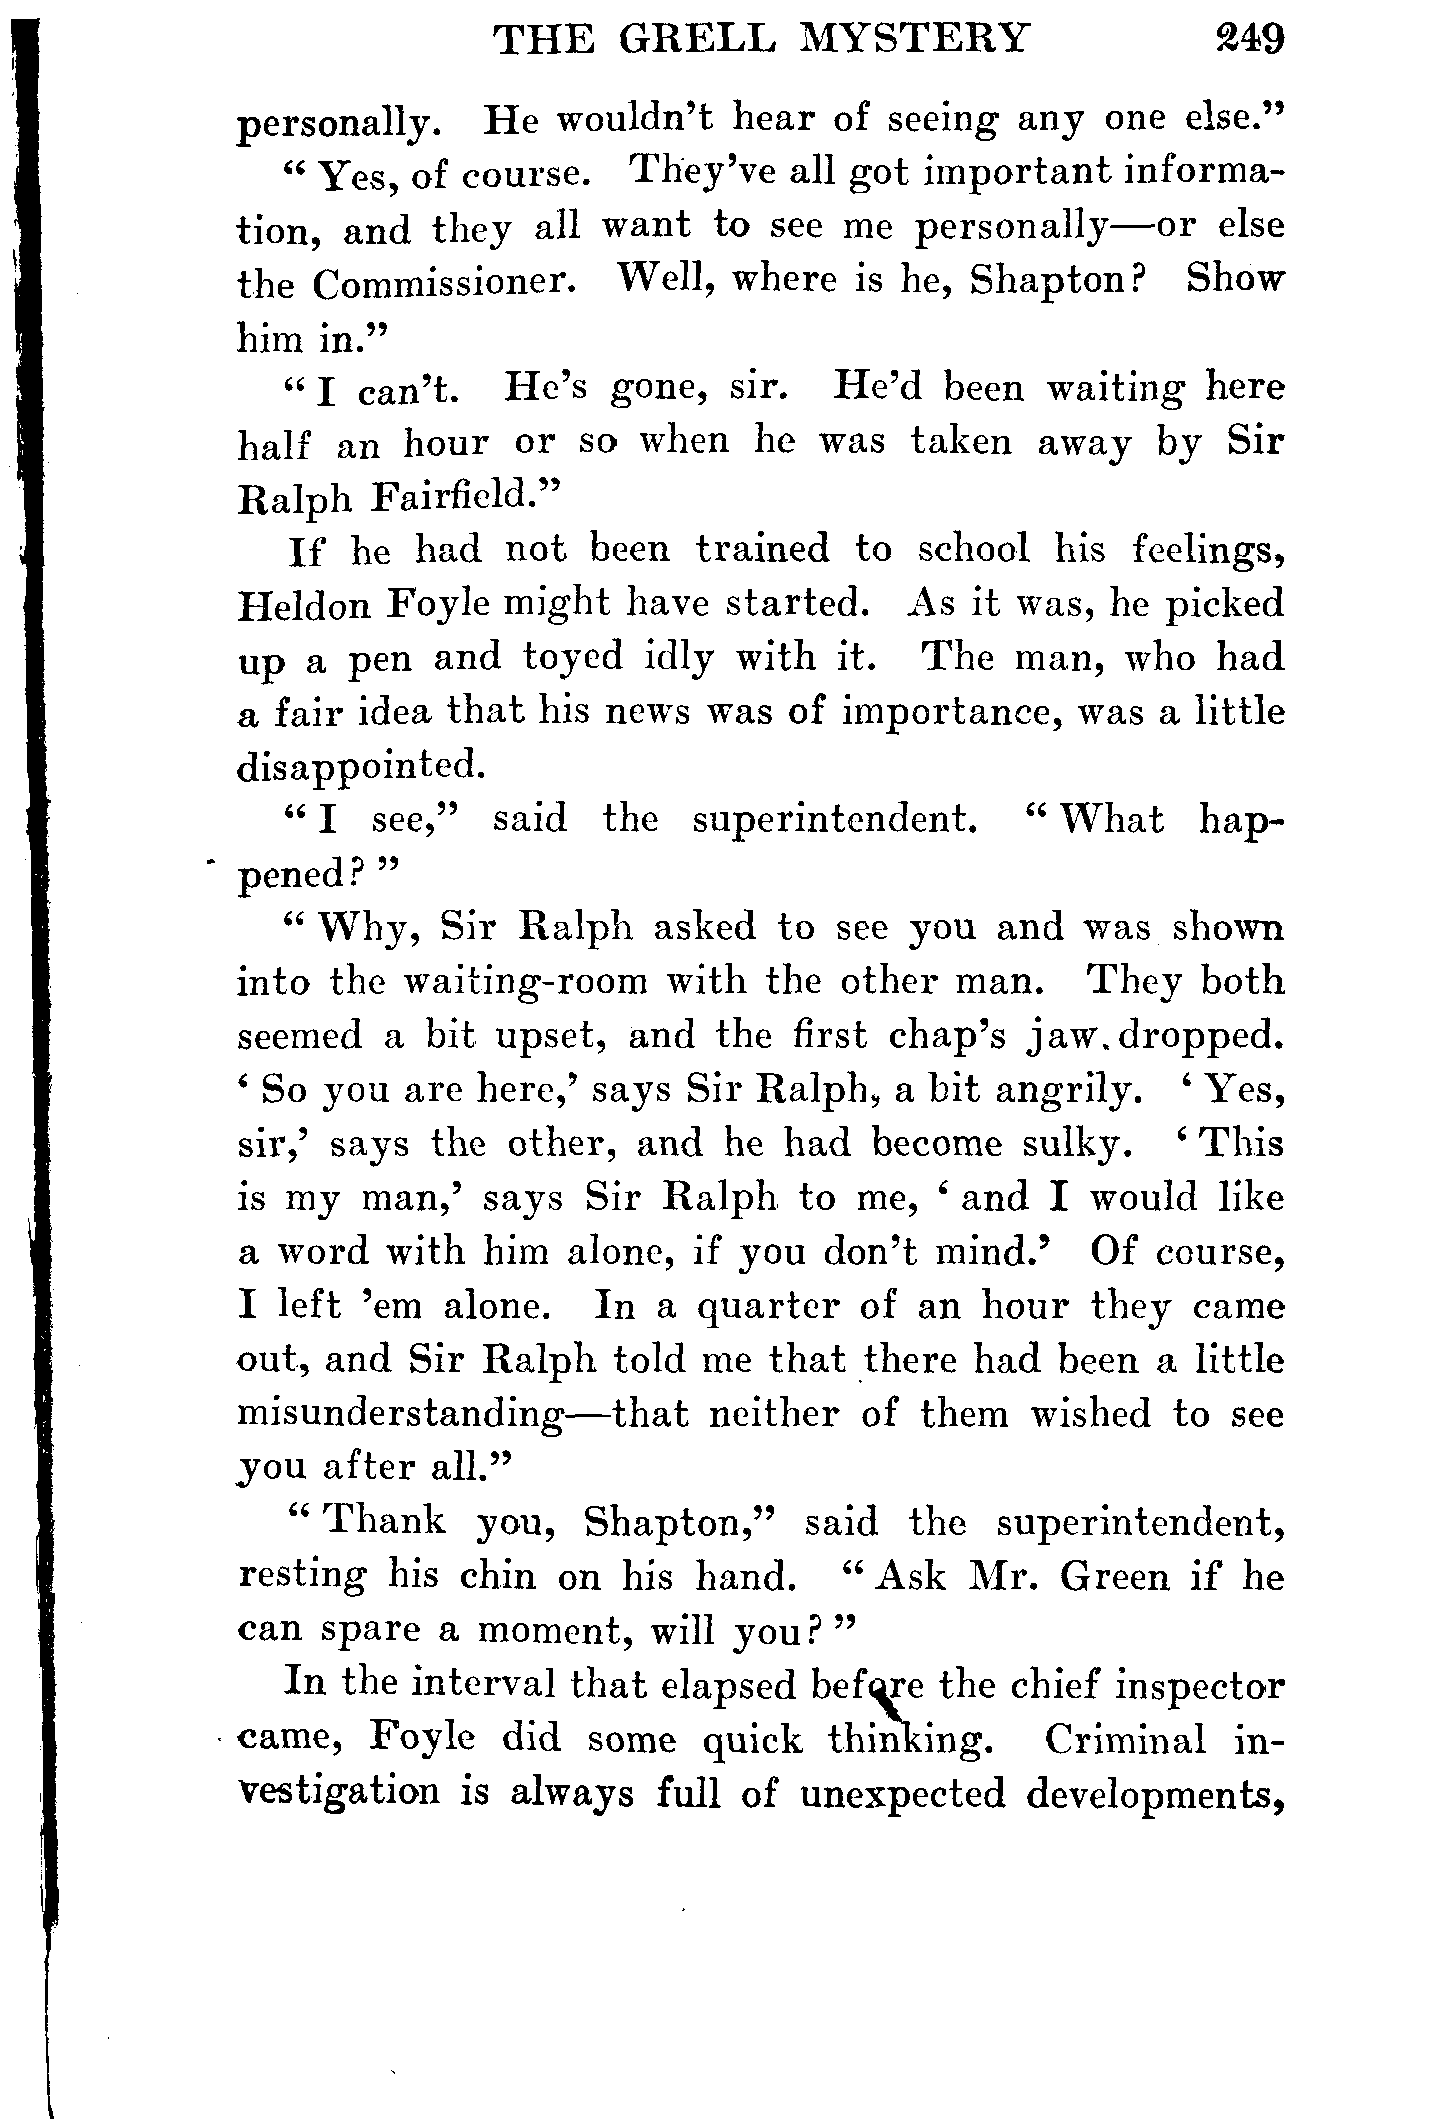 THE GRELL MYSTERY 249
personally. He wouldn't hear of seeing any one else."
"Yes, of course. They've all got important informa-
tion, and they all want to see me personally—or else
the Commissioner. Well, where is he, Shapton? Show
him in."
"I can't. He's gone, sir. He'd been waiting here
half an hour or so when he was taken away by Sir
Ralph Fairfield."
If he had not been trained to school his feelings,
Heldon Foyle might have started. As it was, he picked
up a pen and toyed idly with it. The man, who had
a fair idea that his news was of importance, was a little
disappointed.
"I see," said the superintendent. "What hap-
pened?"
"Why, Sir Ralph asked to see you and was shown
into the waiting-room with the other man. They both
seemed a bit upset, and the first chap's jaw dropped.
'So you are here,' says Sir Ralph, a bit angrily. 'Yes,
sir,' says the other, and he had become sulky. 'This
is my man,' says Sir Ralph to me, 'and I would like
a word with him alone, if you don't mind.' Of course,
I left 'em alone. In a quarter of an hour they came
out, and Sir Ralph told me that there had been a little
misunderstanding—that neither of them wished to see
you after all."
"Thank you, Shapton," said the superintendent,
resting his chin on his hand. "Ask Mr. Green if he
can spare a moment, will you?"
In the interval that elapsed before the chief inspector
came, Foyle did some quick thinking. Criminal in-
vestigation is always full of unexpected developments,